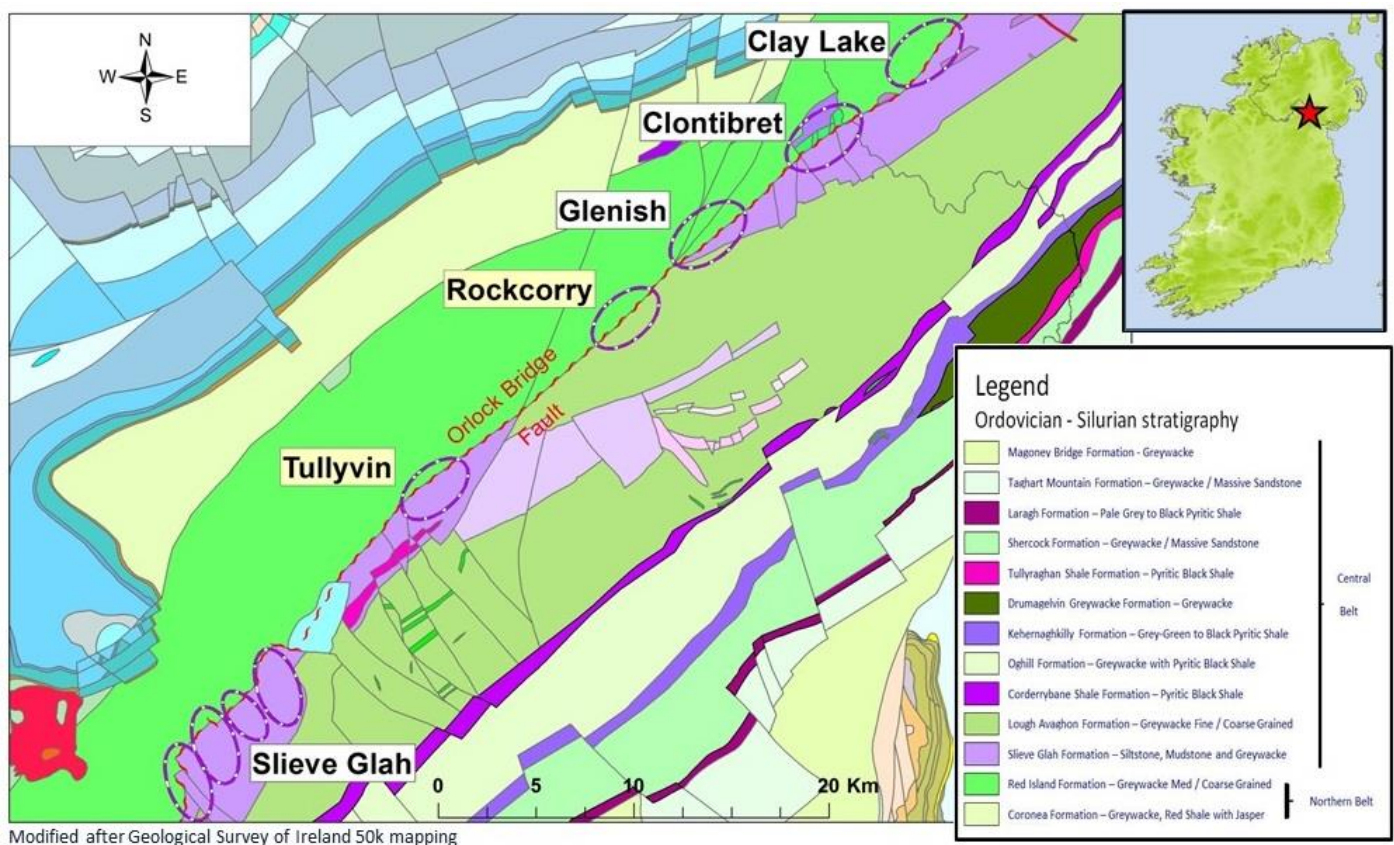 N
W E
S
Clay Lake
Clontibret
Glenish
Rockcorry
Orlock Bridge
Fault
Tullyvin
Slieve Glah
0 5 10 20 Km
Legend
Ordovician - Silurian stratigraphy
Magoney Bridge Formation - Greywacke
Taghart Mountain Formation – Greywacke / Massive Sandstone
Laragh Formation – Pale Grey to Black Pyritic Shale
Shercock Formation – Greywacke / Massive Sandstone
Tullyraghan Shale Formation – Pyritic Black Shale
Drumagelvin Greywacke Formation – Greywacke
Kehernaghkilly Formation – Grey-Green to Black Pyritic Shale
Oghill Formation – Greywacke with Pyritic Black Shale
Corderrybane Shale Formation – Pyritic Black Shale
Lough Avaghon Formation – Greywacke Fine / Coarse Grained
Slieve Glah Formation – Siltstone, Mudstone and Greywacke
Red Island Formation – Greywacke Med / Coarse Grained
Coronea Formation – Greywacke, Red Shale with Jasper
Central
Belt
Northern Belt
Modified after Geological Survey of Ireland 50k mapping